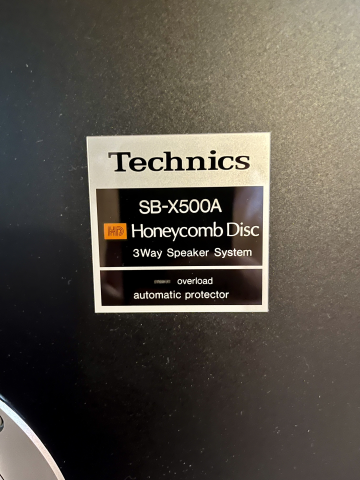 Technics
SB-X500A
HD Honeycomb Disc
3Way Speaker System
overload
automatic protector